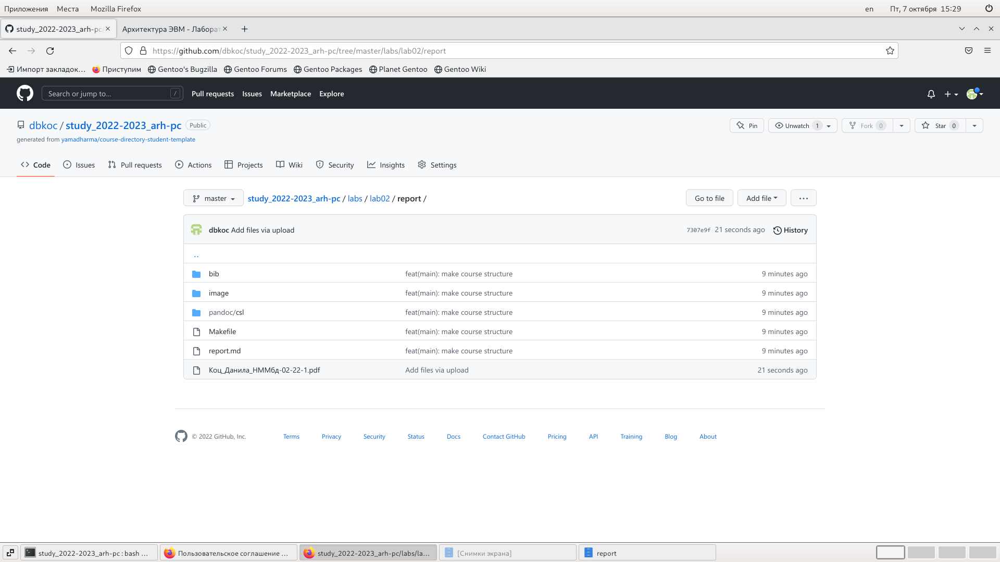 Приложения Места Mozilla Firefox en Пт, 7 октября 15:29
study_2022-2023_arh-pc/ Архитектура ЭВМ - Лаборат
https://github.com/dbkoc/study_2022-2023_arh-pc/tree/master/labs/lab02/report
Импорт закладок… Приступим Gentoo's Bugzilla Gentoo Forums Gentoo Packages Planet Gentoo Gentoo Wiki
Search or jump to... / Pull requests Issues Marketplace Explore
dbkoc / study_2022-2023_arh-pc Public Pin Unwatch 1 Fork 0 Star 0
generated from yamadharma/course-directory-student-template
Code Issues Pull requests Actions Projects Wiki Security Insights Settings
master study_2022-2023_arh-pc / labs / lab02 / report / Go to file Add file ...
dbkoc Add files via upload 7307e9f 21 seconds ago History
..
bib feat(main): make course structure 9 minutes ago
image feat(main): make course structure 9 minutes ago
pandoc/csl feat(main): make course structure 9 minutes ago
Makefile feat(main): make course structure 9 minutes ago
report.md feat(main): make course structure 9 minutes ago
Коц_Данила_НММбд-02-22-1.pdf Add files via upload 21 seconds ago
© 2022 GitHub, Inc. Terms Privacy Security Status Docs Contact GitHub Pricing API Training Blog About
study_2022-2023_arh-pc : bash … Пользовательское соглашение … study_2022-2023_arh-pc/labs/la… [Снимки экрана] report